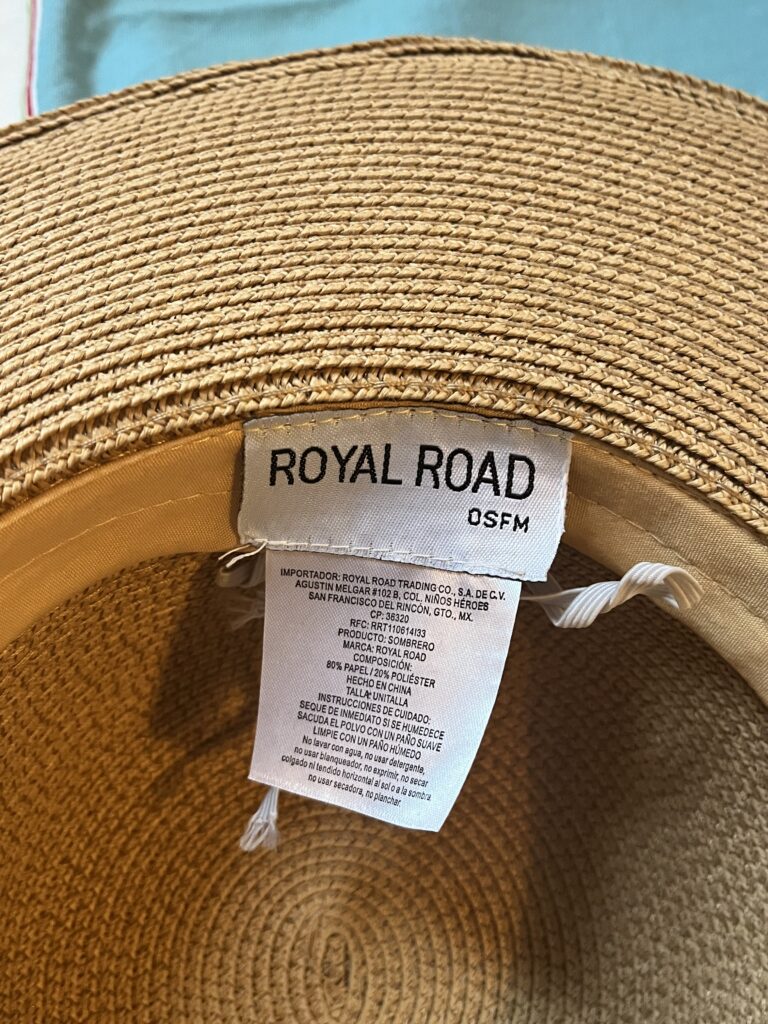 ROYAL ROAD
OSFM
IMPORTADOR: ROYAL ROAD TRADING CO., S.A. DE C.V.
AGUSTIN MELGAR #102 B, COL. NIÑOS HÉROES
SAN FRANCISCO DEL RINCÓN, GTO., MX.
CP: 36320
RFC: RRT110614I33
PRODUCTO: SOMBRERO
MARCA: ROYAL ROAD
COMPOSICIÓN:
80% PAPEL / 20% POLIÉSTER
HECHO EN CHINA
TALLA: UNITALLA
INSTRUCCIONES DE CUIDADO:
SEQUE DE INMEDIATO SI SE HUMEDECE
SACUDA EL POLVO CON UN PAÑO SUAVE
LIMPIE CON UN PAÑO HÚMEDO
No lavar con agua, no usar detergente,
no usar blanqueador, no exprimir, no secar
colgado ni tendido horizontal al sol o a la sombra
no usar secadora, no planchar